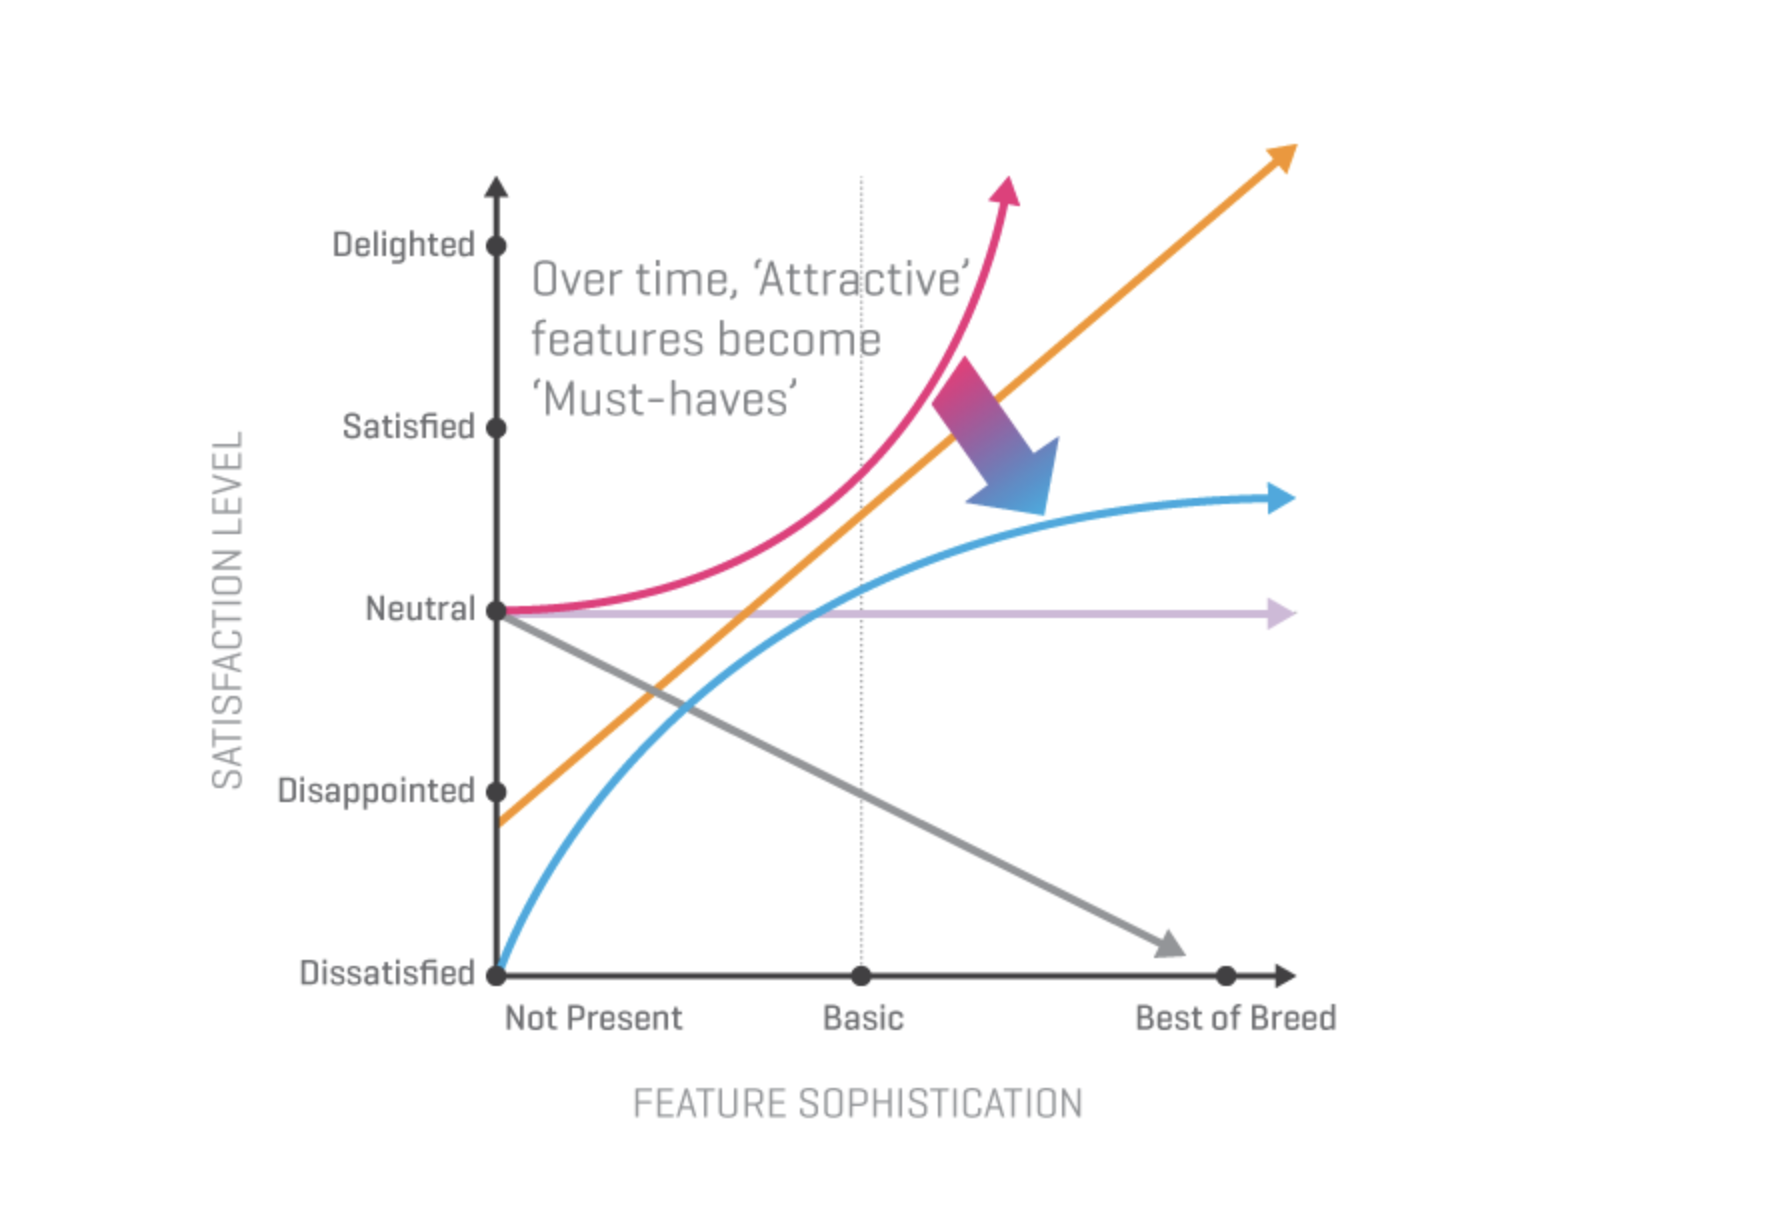 Delighted
Over time, ‘Attractive’
features become
‘Must-haves’
Satisfied
Neutral
Disappointed
Dissatisfied
SATISFACTION LEVEL
Not Present
Basic
Best of Breed
FEATURE SOPHISTICATION